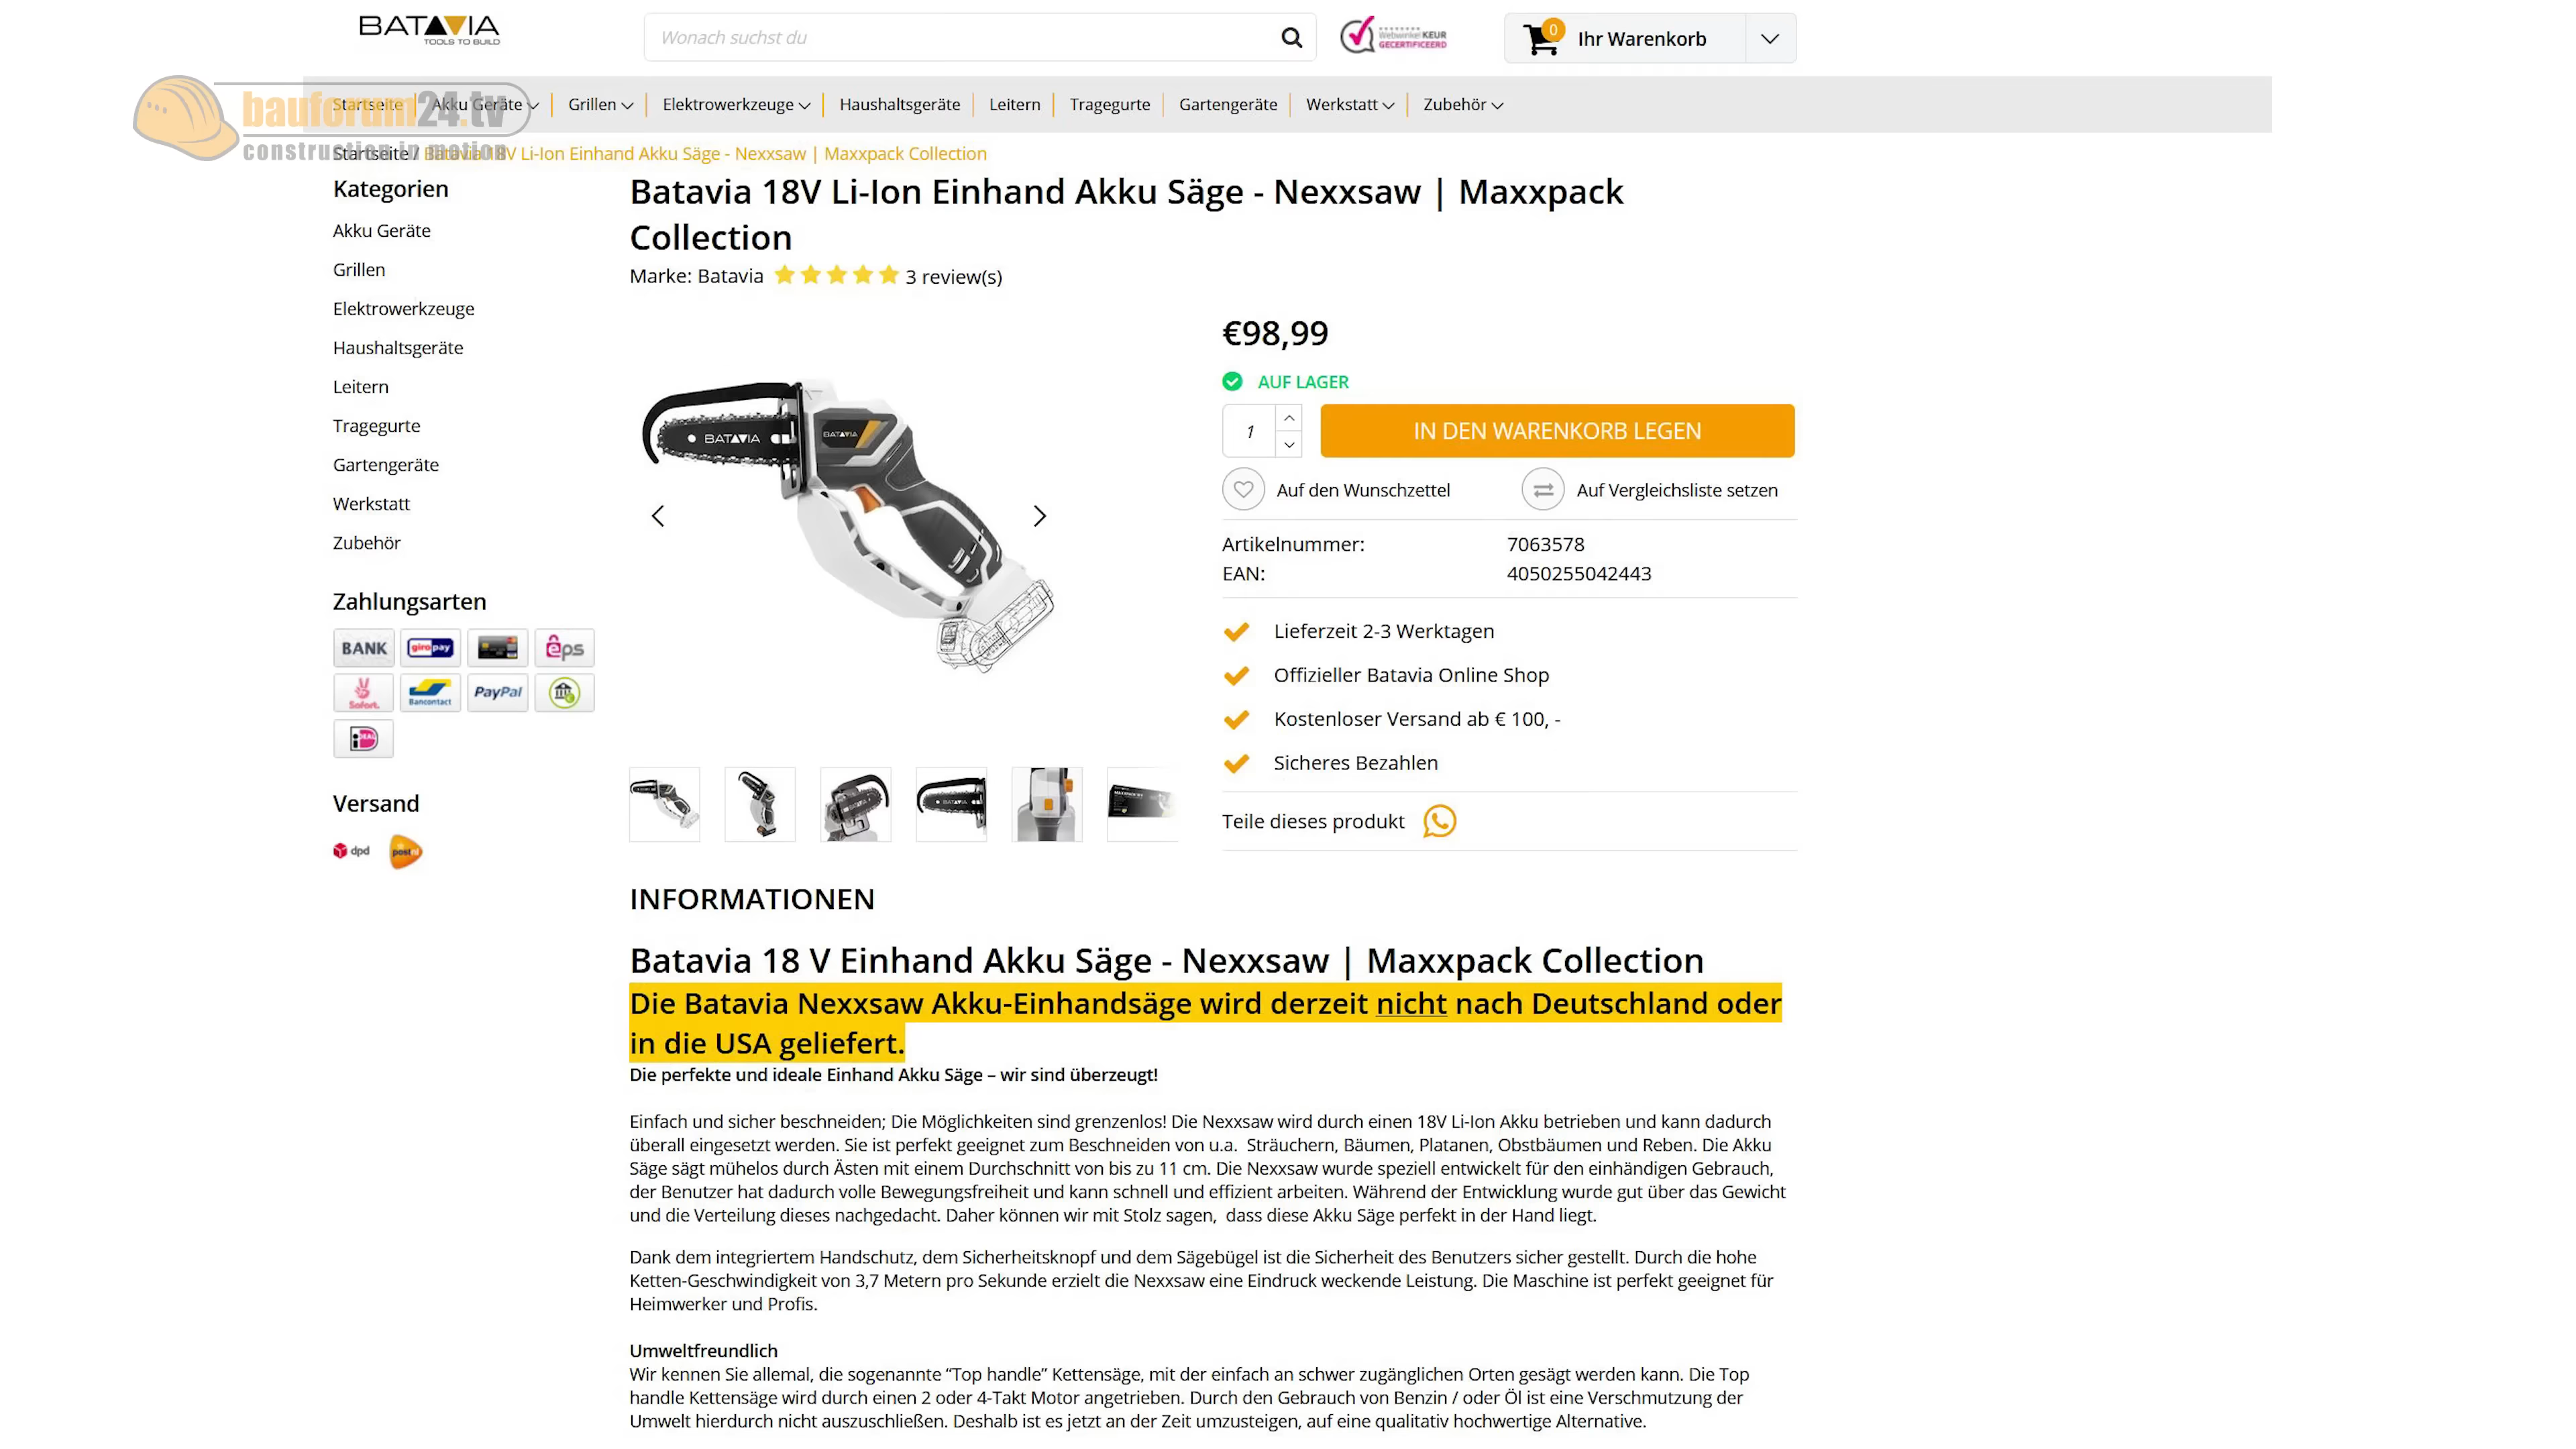 BATAVIA
TOOLS TO BUILD
Wonach suchst du
Webwinkel KEUR
GECERTIFICEERD
0
Ihr Warenkorb
bauforum24.tv
construction in motion
Startseite
Akku Geräte
Grillen
Elektrowerkzeuge
Haushaltsgeräte
Leitern
Tragegurte
Gartengeräte
Werkstatt
Zubehör
Startseite / Batavia 18V Li-Ion Einhand Akku Säge - Nexxsaw | Maxxpack Collection
Kategorien
Akku Geräte
Grillen
Elektrowerkzeuge
Haushaltsgeräte
Leitern
Tragegurte
Gartengeräte
Werkstatt
Zubehör
Zahlungsarten
BANK
giropay
eps
Sofort.
Bancontact
PayPal
iDEAL
Versand
dpd
postnl
Batavia 18V Li-Ion Einhand Akku Säge - Nexxsaw | Maxxpack
Collection
Marke: Batavia
3 review(s)
BATAVIA
BATAVIA
€98,99
AUF LAGER
1
IN DEN WARENKORB LEGEN
Auf den Wunschzettel
Auf Vergleichsliste setzen
Artikelnummer: 7063578
EAN: 4050255042443
Lieferzeit 2-3 Werktagen
Offizieller Batavia Online Shop
Kostenloser Versand ab € 100, -
Sicheres Bezahlen
Teile dieses produkt
INFORMATIONEN
Batavia 18 V Einhand Akku Säge - Nexxsaw | Maxxpack Collection
Die Batavia Nexxsaw Akku-Einhandsäge wird derzeit nicht nach Deutschland oder
in die USA geliefert.
Die perfekte und ideale Einhand Akku Säge – wir sind überzeugt!
Einfach und sicher beschneiden; Die Möglichkeiten sind grenzenlos! Die Nexxsaw wird durch einen 18V Li-Ion Akku betrieben und kann dadurch
überall eingesetzt werden. Sie ist perfekt geeignet zum Beschneiden von u.a. Sträuchern, Bäumen, Platanen, Obstbäumen und Reben. Die Akku
Säge sägt mühelos durch Ästen mit einem Durchschnitt von bis zu 11 cm. Die Nexxsaw wurde speziell entwickelt für den einhändigen Gebrauch,
der Benutzer hat dadurch volle Bewegungsfreiheit und kann schnell und effizient arbeiten. Während der Entwicklung wurde gut über das Gewicht
und die Verteilung dieses nachgedacht. Daher können wir mit Stolz sagen, dass diese Akku Säge perfekt in der Hand liegt.
Dank dem integriertem Handschutz, dem Sicherheitsknopf und dem Sägebügel ist die Sicherheit des Benutzers sicher gestellt. Durch die hohe
Ketten-Geschwindigkeit von 3,7 Metern pro Sekunde erzielt die Nexxsaw eine Eindruck weckende Leistung. Die Maschine ist perfekt geeignet für
Heimwerker und Profis.
Umweltfreundlich
Wir kennen Sie allemal, die sogenannte “Top handle” Kettensäge, mit der einfach an schwer zugänglichen Orten gesägt werden kann. Die Top
handle Kettensäge wird durch einen 2 oder 4-Takt Motor angetrieben. Durch den Gebrauch von Benzin / oder Öl ist eine Verschmutzung der
Umwelt hierdurch nicht auszuschließen. Deshalb ist es jetzt an der Zeit umzusteigen, auf eine qualitativ hochwertige Alternative.